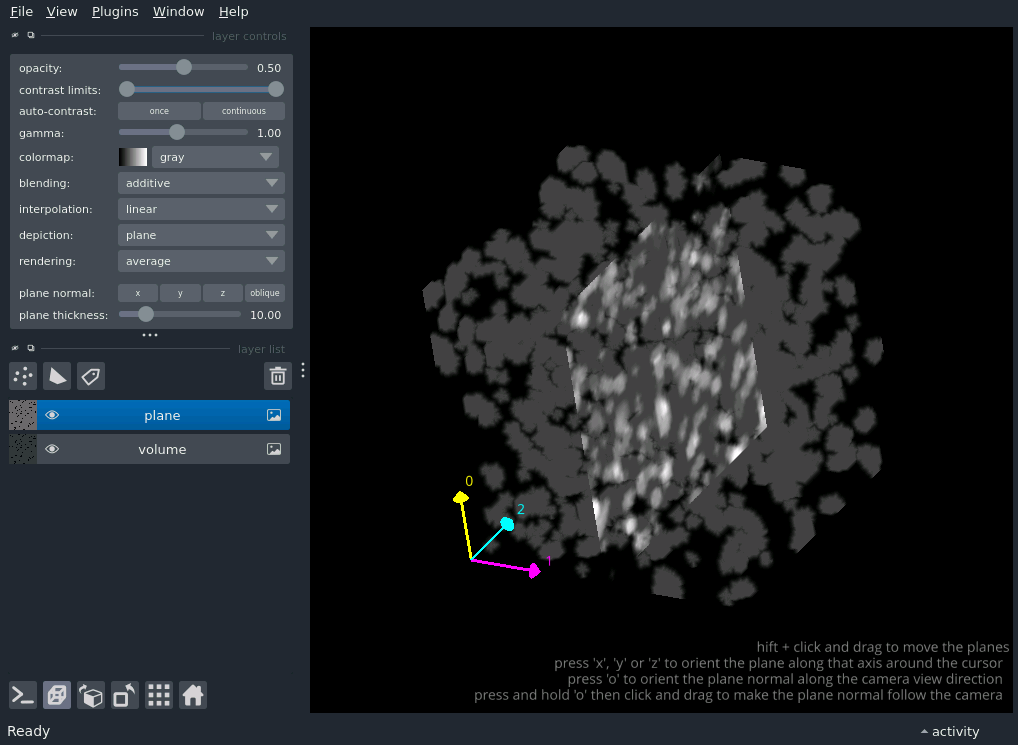 File View Plugins Window Help
layer controls
opacity: 0.50
contrast limits:
auto-contrast: once continuous
gamma: 1.00
colormap: gray
blending: additive
interpolation: linear
depiction: plane
rendering: average
plane normal: x y z oblique
plane thickness: 10.00
layer list
plane
volume
0
2
1
hift + click and drag to move the planes
press 'x', 'y' or 'z' to orient the plane along that axis around the cursor
press 'o' to orient the plane normal along the camera view direction
press and hold 'o' then click and drag to make the plane normal follow the camera
Ready activity